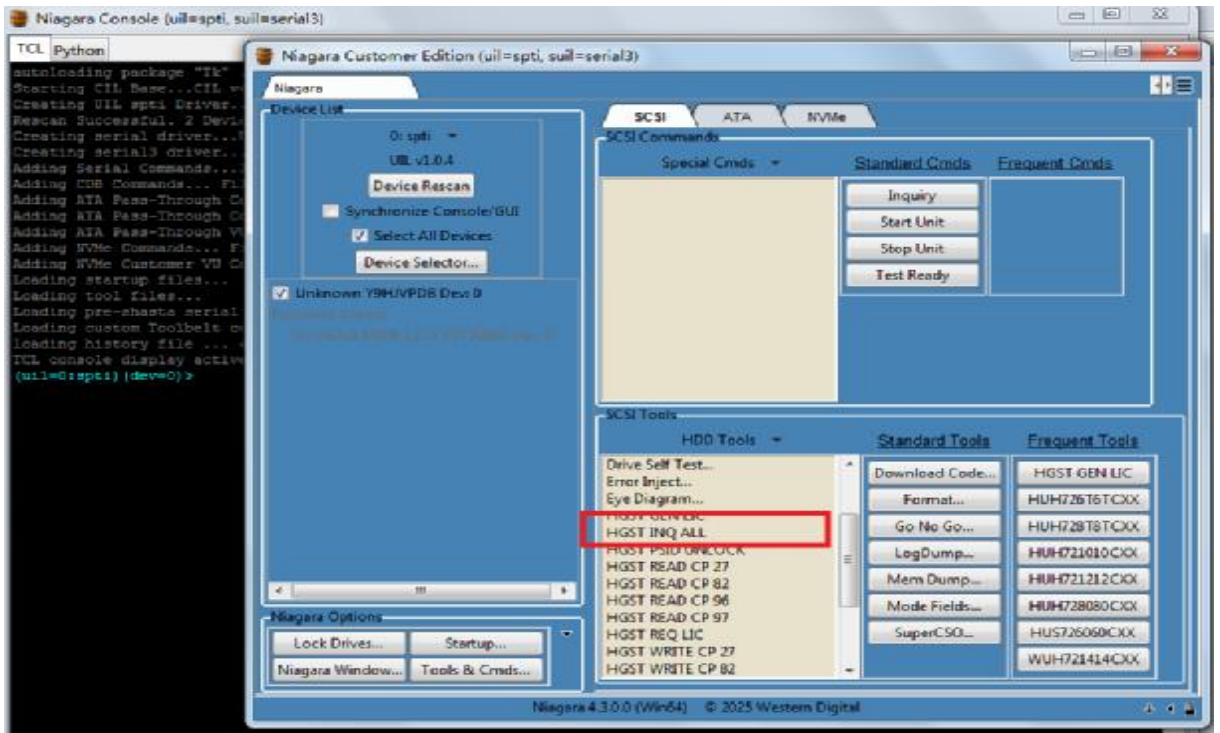 Niagara Console (uil=spti, suil=serial3)
TCL Python
autoloading package "Tk"
Starting CIL Base...CIL
Creating UIL spti Driver..
Rescan Successful. 2
Creating serial driver...
Creating serial3 driver..
Adding Serial Commands...
Adding CDB Commands...
Adding ATA Pass-Through
Adding ATA Pass-Through
Adding ATA Pass-Through
Adding NVMe Commands...
Adding NVMe Customer VU
Loading startup files...
Loading tool files...
Loading pre-shasta serial
Loading custom Toolbelt
loading history file ...
TCL console display active
(uil=0:spti)(dev=0)>
Niagara Customer Edition (uil=spti, suil=serial3)
Niagara
Device List
0: spti
UIL v1.0.4
Device Rescan
Synchronize Console/GUI
Select All Devices
Device Selector...
Unknown Y9HJVPDB Dev: 0
Niagara Options
Lock Drives... Startup...
Niagara Window... Tools & Cmds...
SCSI ATA NVMe
SCSI Commands
Special Cmds Standard Cmds Frequent Cmds
Inquiry
Start Unit
Stop Unit
Test Ready
SCSI Tools
HDD Tools
Drive Self Test...
Error Inject...
Eye Diagram...
HGST GEN LIC
HGST INQ ALL
HGST PSID UNLOCK
HGST READ CP 27
HGST READ CP 82
HGST READ CP 96
HGST READ CP 97
HGST REQ LIC
HGST WRITE CP 27
HGST WRITE CP 82
Standard Tools
Download Code...
Format...
Go No Go...
LogDump...
Mem Dump...
Mode Fields...
SuperCSO...
Frequent Tools
HGST GEN LIC
HUH726T6TCXX
HUH728T8TCXX
HUH721010CXX
HUH721212CXX
HUH728080CXX
HUS726060CXX
WUH721414CXX
Niagara 4.3.0.0 (Win64) © 2025 Western Digital